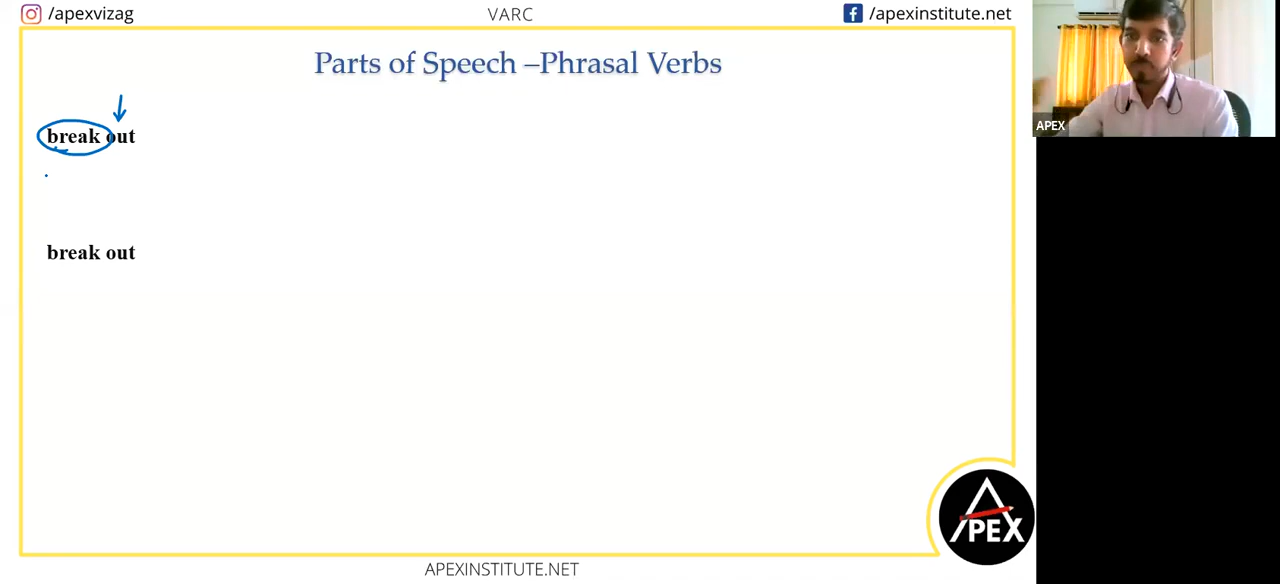 /apexvizag
VARC
/apexinstitute.net
Parts of Speech –Phrasal Verbs
break out
break out
APEX
APEX
APEXINSTITUTE.NET